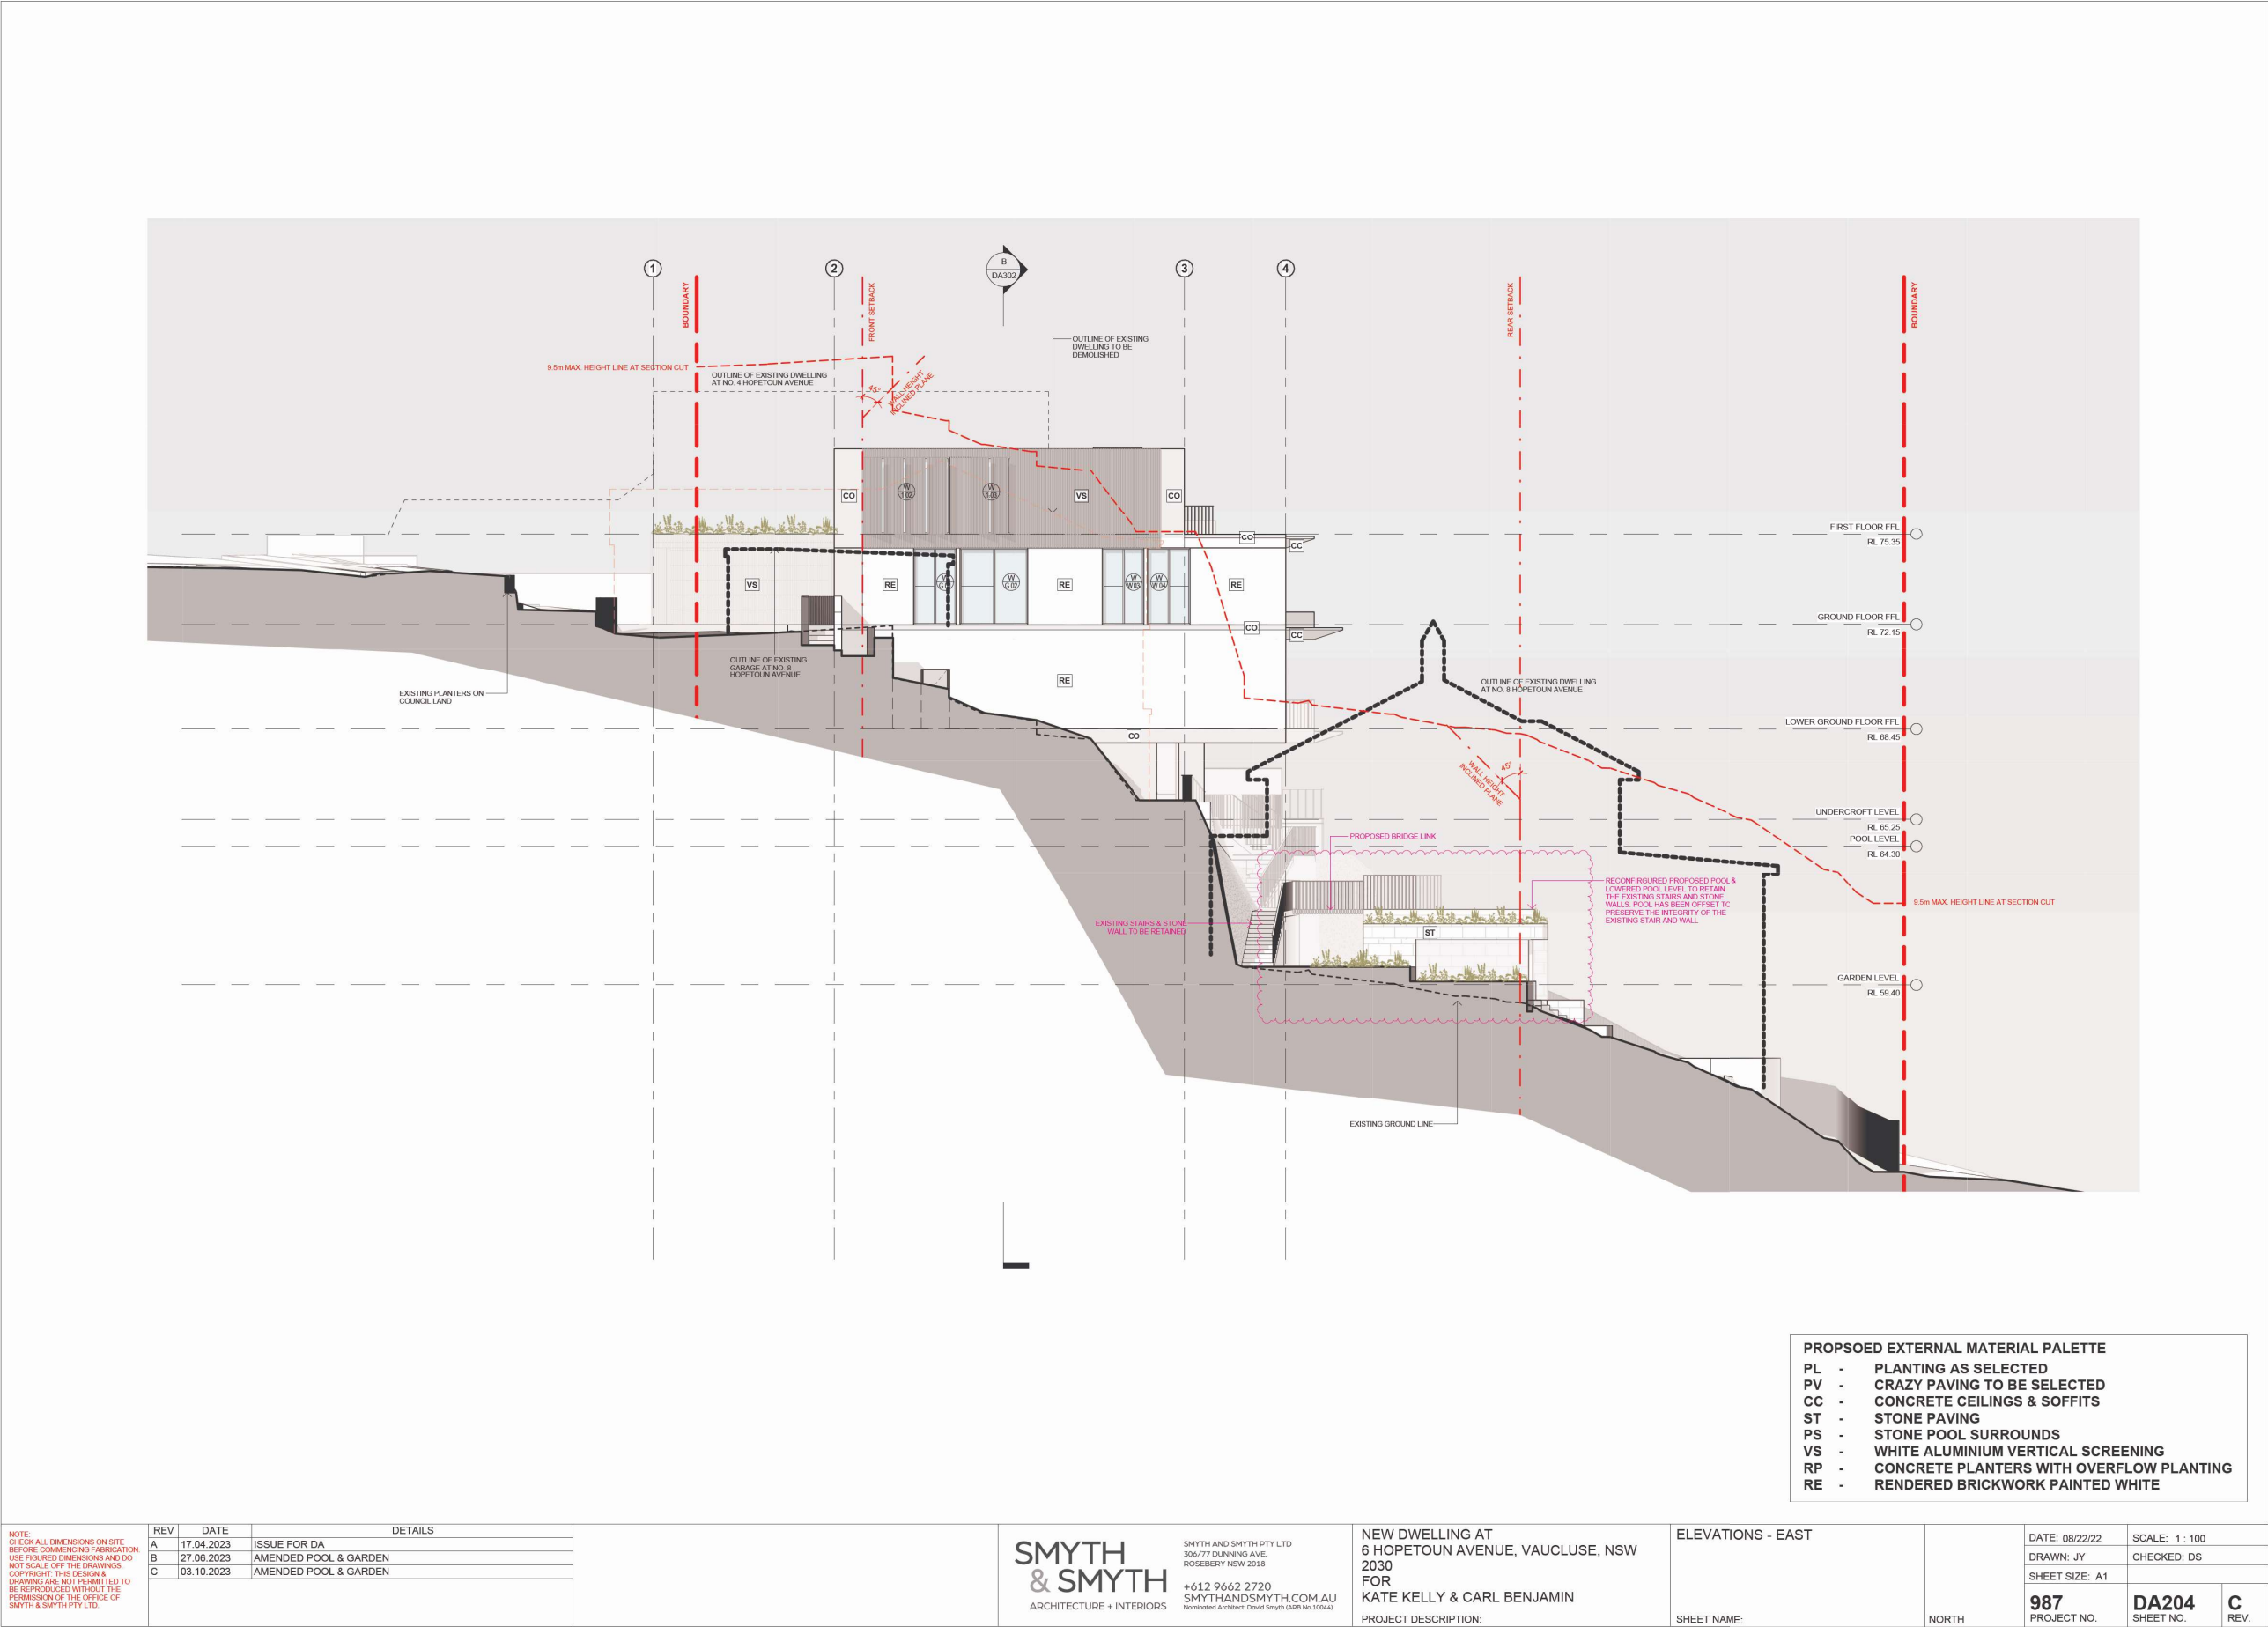 1
2
B
DA302
3
4
BOUNDARY
FRONT SETBACK
REAR SETBACK
BOUNDARY
OUTLINE OF EXISTING
DWELLING TO BE
DEMOLISHED
9.5m MAX. HEIGHT LINE AT SECTION CUT
OUTLINE OF EXISTING DWELLING
AT NO. 4 HOPETOUN AVENUE
45°
WALL HEIGHT
INCLINED PLANE
CO
W
W
VS
CO
FIRST FLOOR FFL
RL 75.35
CO
CC
VS
RE
W
W
G.02
RE
W
W
RE
GROUND FLOOR FFL
RL 72.15
CO
CC
OUTLINE OF EXISTING
GARAGE AT NO. 8
HOPETOUN AVENUE
EXISTING PLANTERS ON
COUNCIL LAND
RE
OUTLINE OF EXISTING DWELLING
AT NO. 8 HOPETOUN AVENUE
LOWER GROUND FLOOR FFL
RL 68.45
CO
45°
WALL HEIGHT
INCLINED PLANE
UNDERCROFT LEVEL
RL 65.25
PROPOSED BRIDGE LINK
POOL LEVEL
RL 64.30
RECONFIRGURED PROPOSED POOL &
LOWERED POOL LEVEL TO RETAIN
THE EXISTING STAIRS AND STONE
WALLS. POOL HAS BEEN OFFSET TO
PRESERVE THE INTEGRITY OF THE
EXISTING STAIR AND WALL
9.5m MAX. HEIGHT LINE AT SECTION CUT
EXISTING STAIRS & STONE
WALL TO BE RETAINED
ST
GARDEN LEVEL
RL 59.40
EXISTING GROUND LINE
PROPSOED EXTERNAL MATERIAL PALETTE
PL - PLANTING AS SELECTED
PV - CRAZY PAVING TO BE SELECTED
CC - CONCRETE CEILINGS & SOFFITS
ST - STONE PAVING
PS - STONE POOL SURROUNDS
VS - WHITE ALUMINIUM VERTICAL SCREENING
RP - CONCRETE PLANTERS WITH OVERFLOW PLANTING
RE - RENDERED BRICKWORK PAINTED WHITE
NOTE:
CHECK ALL DIMENSIONS ON SITE
BEFORE COMMENCING FABRICATION.
USE FIGURED DIMENSIONS AND DO
NOT SCALE OFF THE DRAWINGS.
COPYRIGHT: THIS DESIGN &
DRAWING ARE NOT PERMITTED TO
BE REPRODUCED WITHOUT THE
PERMISSION OF THE OFFICE OF
SMYTH & SMYTH PTY LTD.
REV DATE DETAILS
A 17.04.2023 ISSUE FOR DA
B 27.06.2023 AMENDED POOL & GARDEN
C 03.10.2023 AMENDED POOL & GARDEN
SMYTH
& SMYTH
ARCHITECTURE + INTERIORS
SMYTH AND SMYTH PTY LTD
306/77 DUNNING AVE.
ROSEBERY NSW 2018
+612 9662 2720
SMYTHANDSMYTH.COM.AU
Nominated Architect: David Smyth (ARB No.10044)
NEW DWELLING AT
6 HOPETOUN AVENUE, VAUCLUSE, NSW
2030
FOR
KATE KELLY & CARL BENJAMIN
PROJECT DESCRIPTION:
ELEVATIONS - EAST
SHEET NAME:
NORTH
DATE: 08/22/22
SCALE: 1 : 100
DRAWN: JY
CHECKED: DS
SHEET SIZE: A1
987
PROJECT NO.
DA204
SHEET NO.
C
REV.